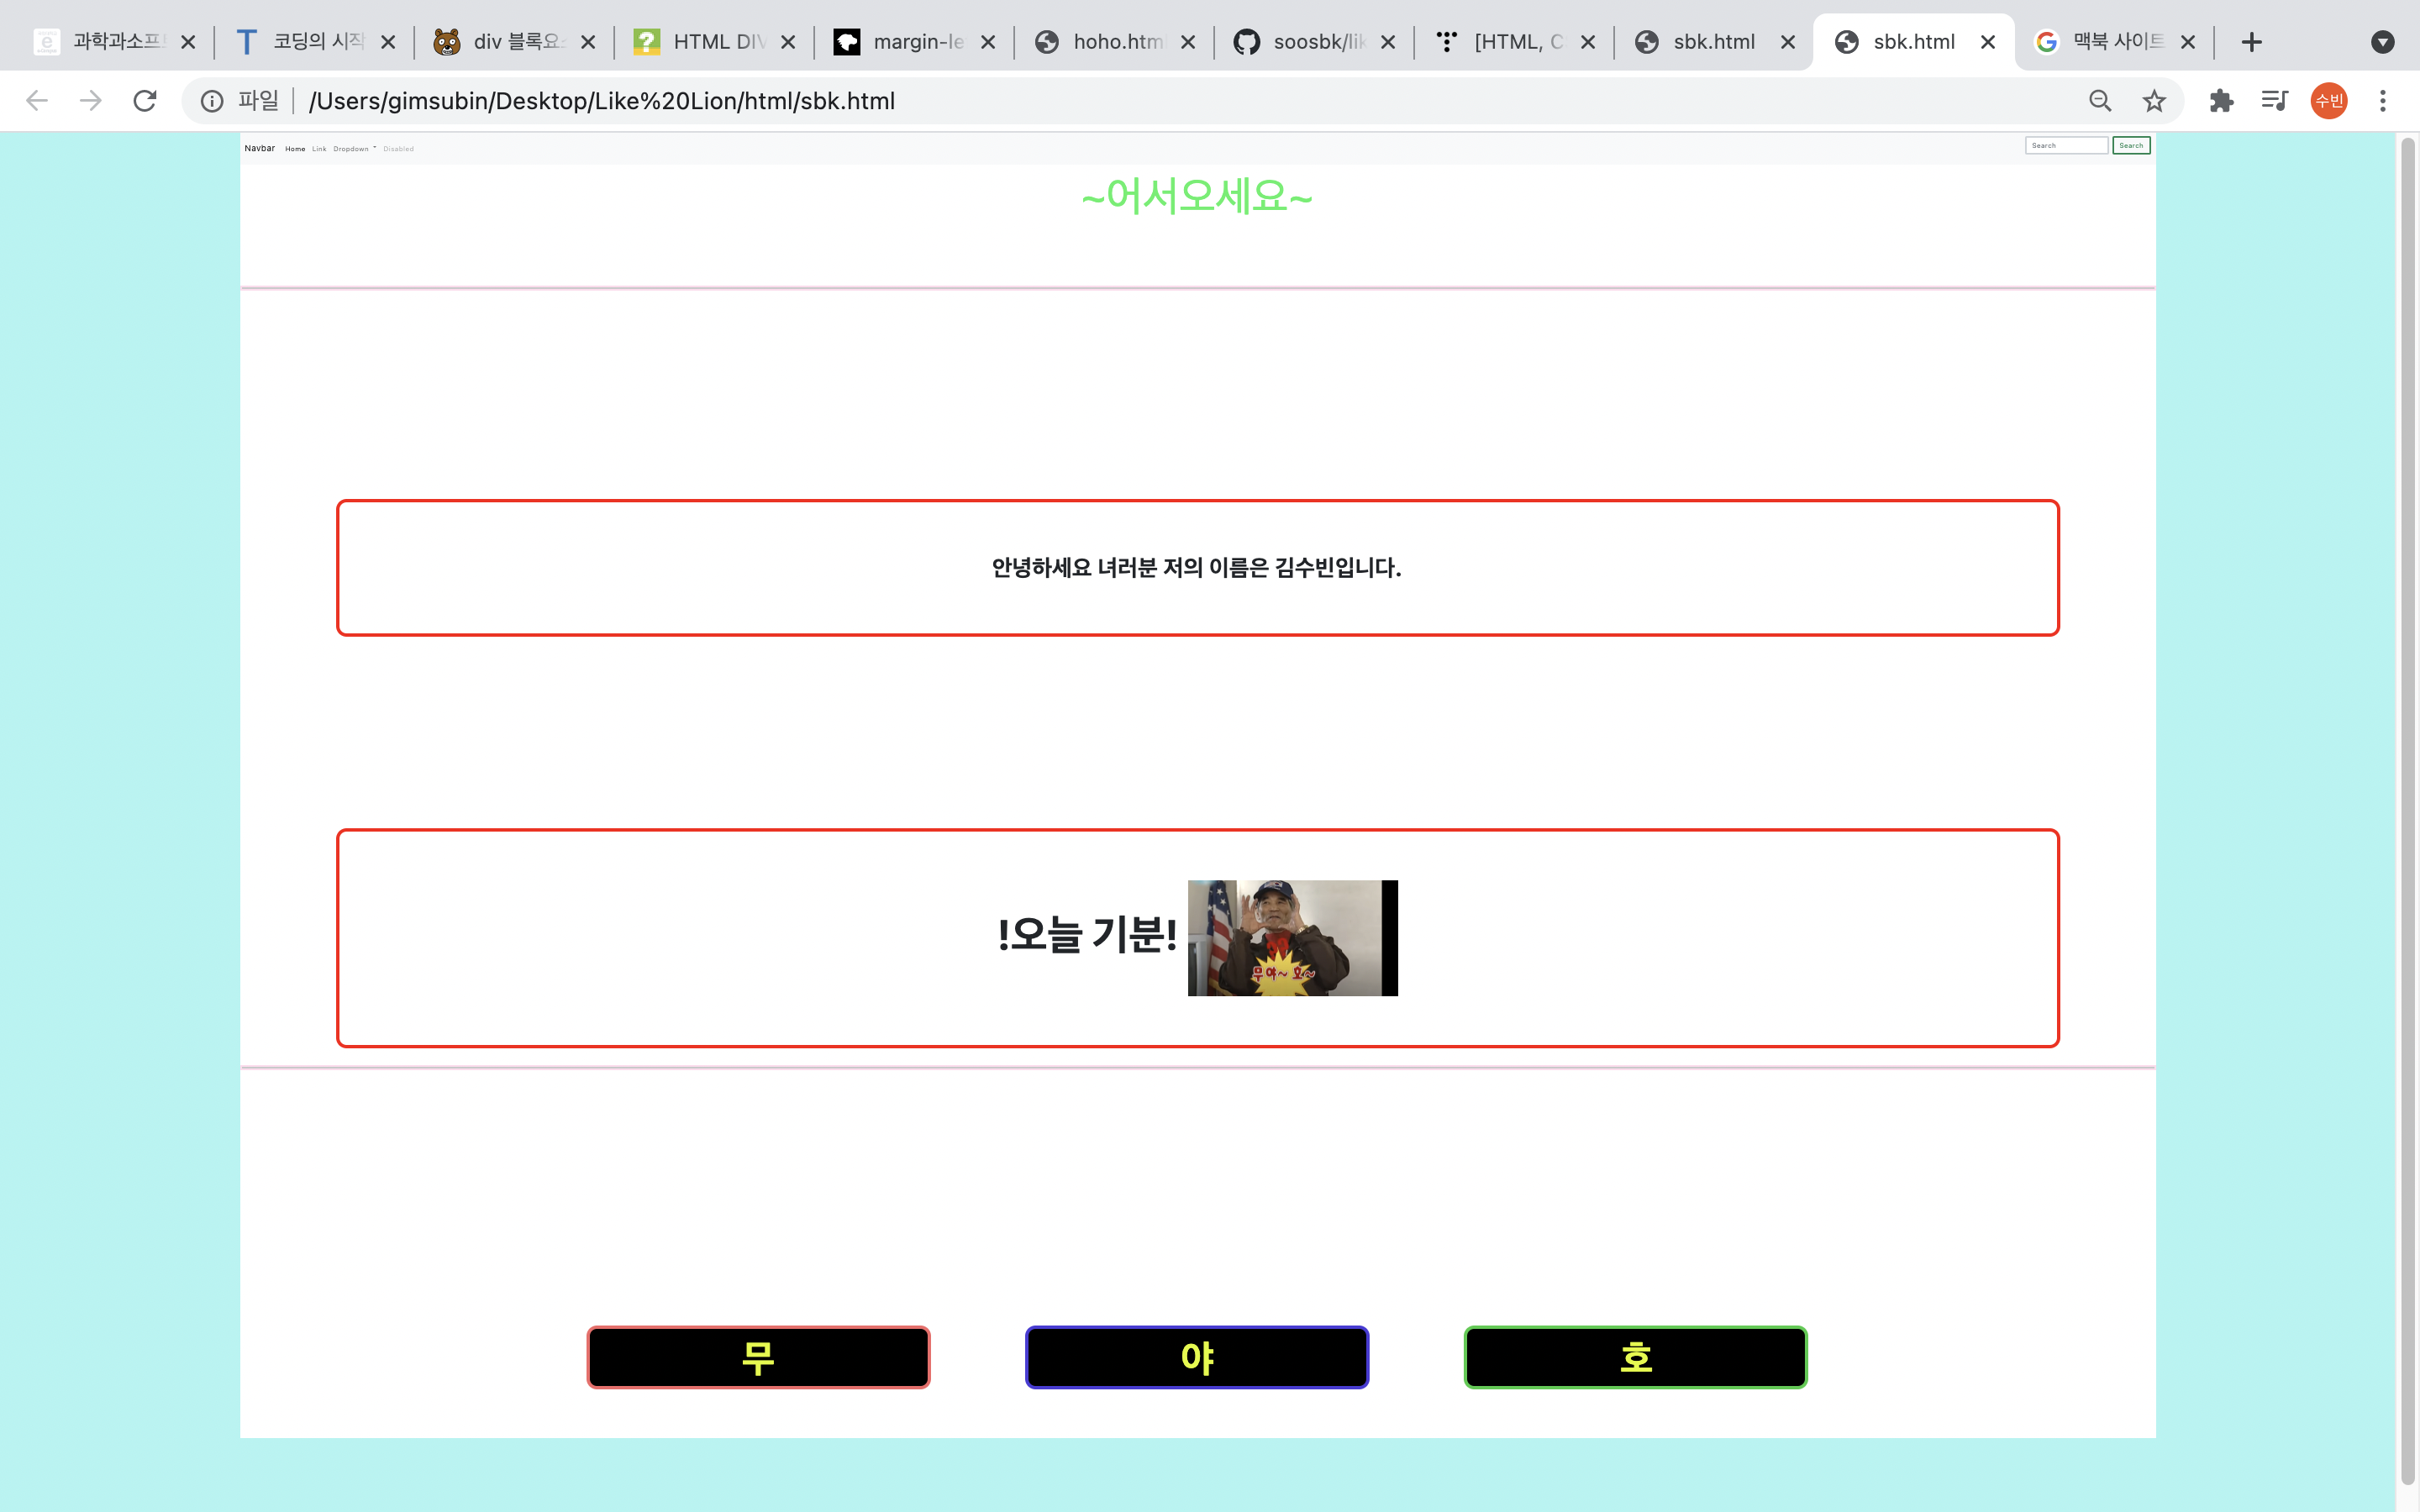 과학과소프
코딩의 시작
div 블록요소
HTML DIV
margin-le
hoho.htm
soosbk/lik
[HTML, C
sbk.html
sbk.html
맥북 사이트
파일 /Users/gimsubin/Desktop/Like%20Lion/html/sbk.html
수빈
Navbar Home Link Dropdown Disabled
Search Search
~어서오세요~
안녕하세요 녀러분 저의 이름은 김수빈입니다.
!오늘 기분!
무야~ 호~
무
야
호